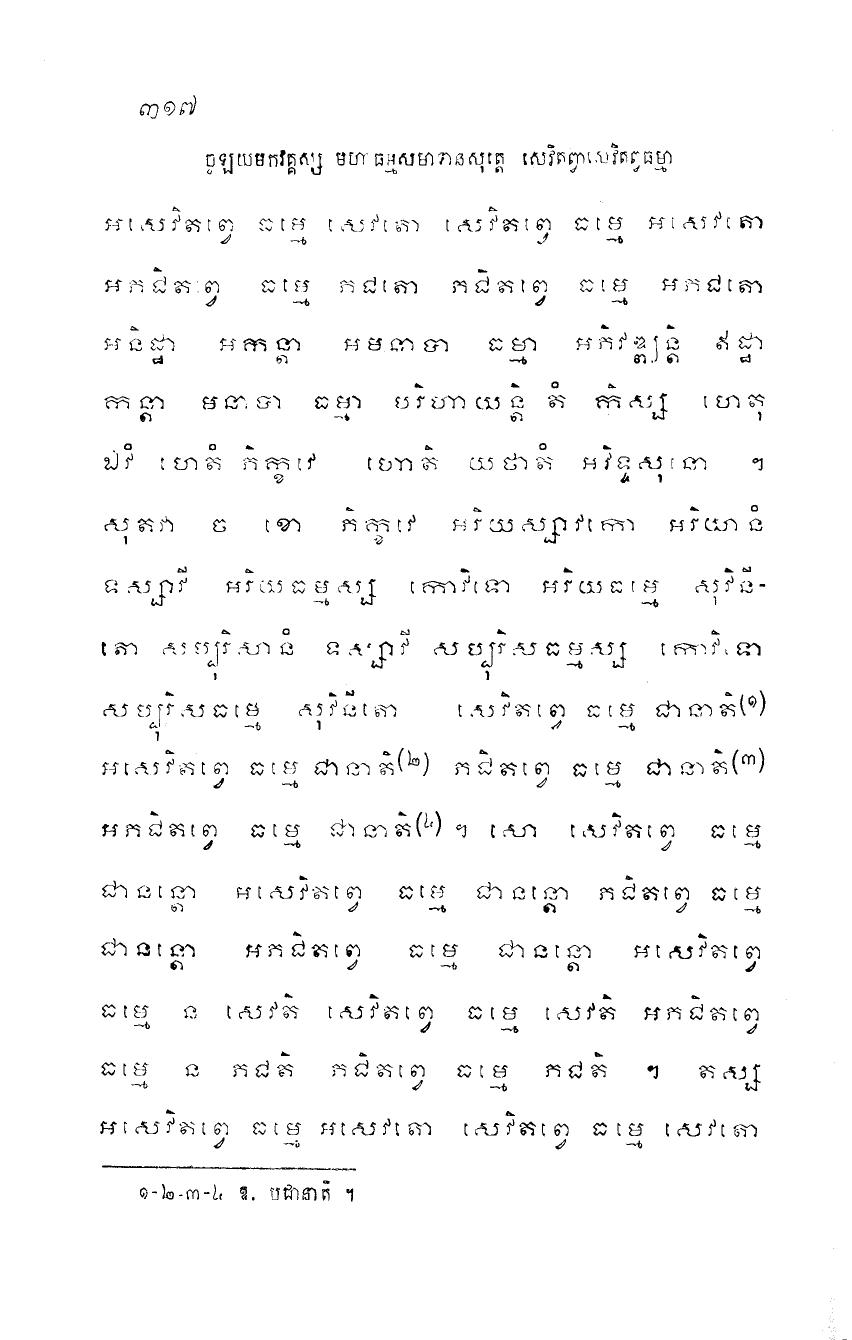 ៣១៧
ចូឡយមកវគ្គស្ស មហាធម្មសមាទានសុត្តេ សេវិតព្វាសេវិតព្វធម្មា
អសេវិតព្វេ ធម្មេ សេវតោ សេវិតព្វេ ធម្មេ អសេវតោ
អភជិតព្វេ ធម្មេ ភជតោ ភជិតព្វេ ធម្មេ អភជតោ
អនិដ្ឋា អកន្តា អមនាបា ធម្មា អភិវឌ្ឍន្តិ ឥដ្ឋា
កន្តា មនាបា ធម្មា បរិហាយន្តិ តំ កិស្ស ហេតុ
ឯវំ ហេតំ ភិក្ខវេ ហោតិ យថាតំ អវិទ្ទសុនោ ។
សុតវា ច ខោ ភិក្ខវេ អរិយស្សាវកោ អរិយានំ
ទស្សាវី អរិយធម្មស្ស កោវិទោ អរិយធម្មេ សុវិនី-
តោ សប្បុរិសានំ ទស្សាវី សប្បុរិសធម្មស្ស កោវិទោ
សប្បុរិសធម្មេ សុវិនីតោ សេវិតព្វេ ធម្មេ ជានាតិ(១)
អសេវិតព្វេ ធម្មេ ជានាតិ(២) ភជិតព្វេ ធម្មេ ជានាតិ(៣)
អភជិតព្វេ ធម្មេ ជានាតិ(៤) ។ សោ សេវិតព្វេ ធម្មេ
ជានន្តោ អសេវិតព្វេ ធម្មេ ជានន្តោ ភជិតព្វេ ធម្មេ
ជានន្តោ អភជិតព្វេ ធម្មេ ជានន្តោ អសេវិតព្វេ
ធម្មេ ន សេវតិ សេវិតព្វេ ធម្មេ សេវតិ អភជិតព្វេ
ធម្មេ ន ភជតិ ភជិតព្វេ ធម្មេ ភជតិ ។ តស្ស
អសេវិតព្វេ ធម្មេ អសេវតោ សេវិតព្វេ ធម្មេ សេវតោ
១-២-៣-៤ ឱ. បជានាតិ ។